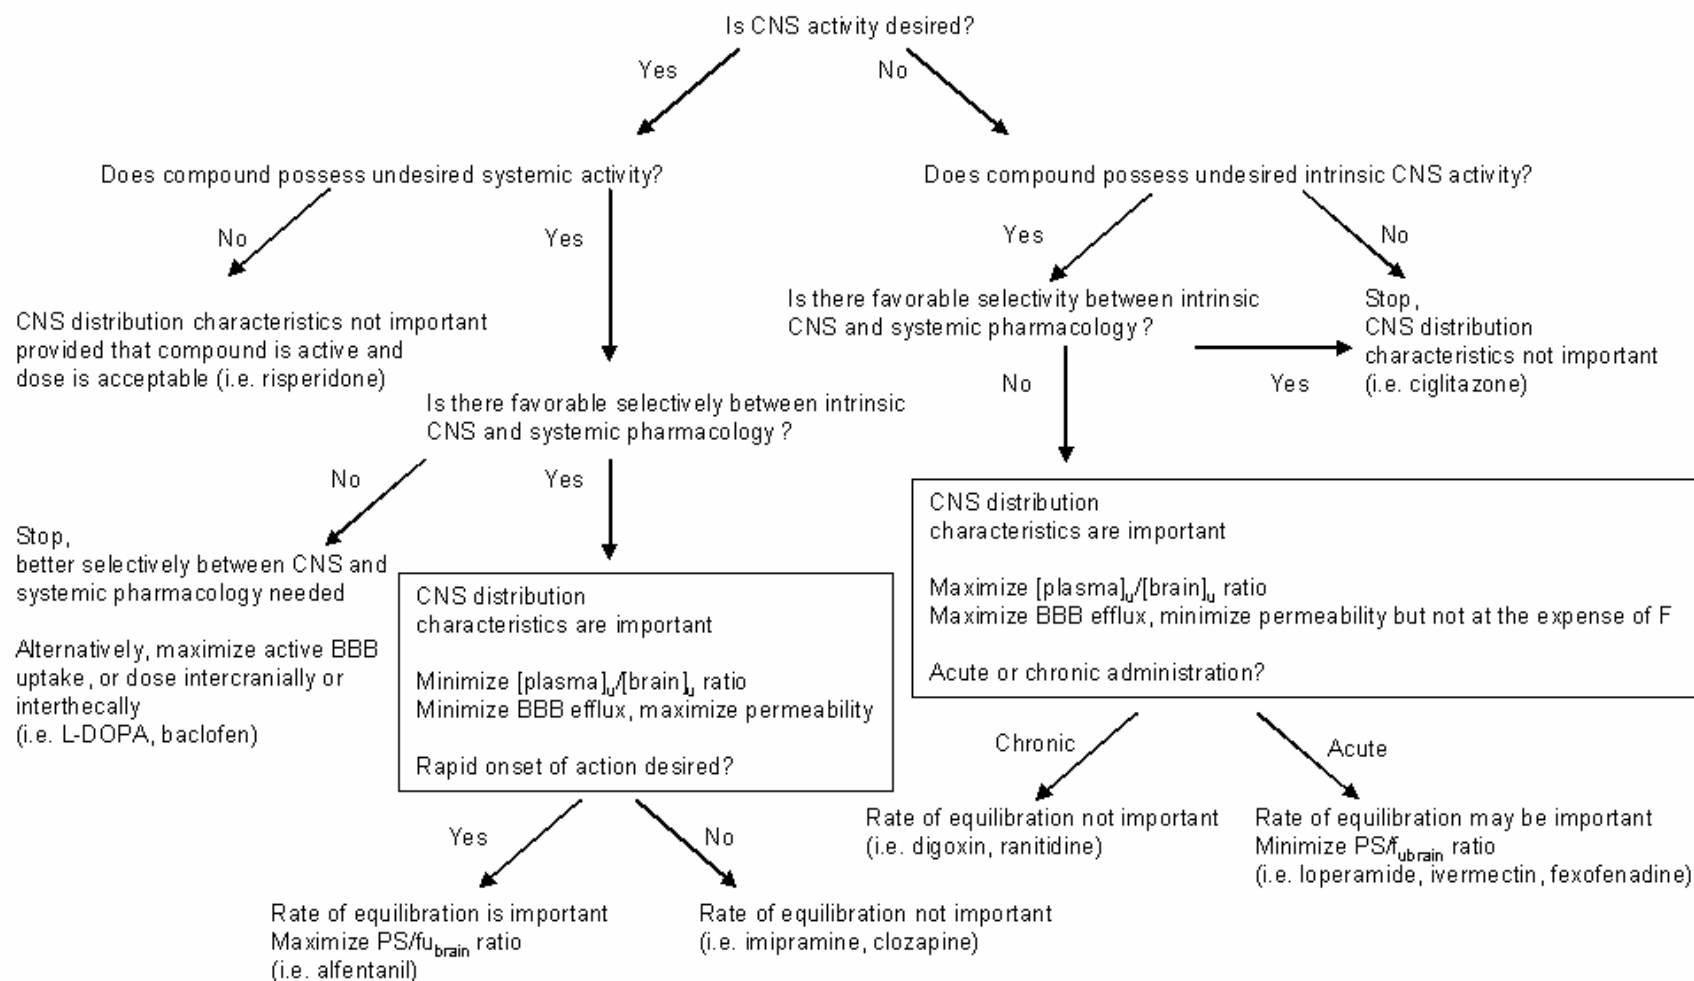 Is CNS activity desired?
Yes
No
Does compound possess undesired systemic activity?
Does compound possess undesired intrinsic CNS activity?
No
Yes
Yes
No
CNS distribution characteristics not important
provided that compound is active and
dose is acceptable (i.e. risperidone)
Is there favorable selectivity between intrinsic
CNS and systemic pharmacology ?
Stop,
CNS distribution
characteristics not important
(i.e. ciglitazone)
No
Yes
Is there favorable selectively between intrinsic
CNS and systemic pharmacology ?
No
Yes
Stop,
better selectively between CNS and
systemic pharmacology needed
Alternatively, maximize active BBB
uptake, or dose intercranially or
interthecally
(i.e. L-DOPA, baclofen)
CNS distribution
characteristics are important
Minimize [plasma]u/[brain]u ratio
Minimize BBB efflux, maximize permeability
Rapid onset of action desired?
CNS distribution
characteristics are important
Maximize [plasma]u/[brain]u ratio
Maximize BBB efflux, minimize permeability but not at the expense of F
Acute or chronic administration?
Chronic
Acute
Rate of equilibration not important
(i.e. digoxin, ranitidine)
Rate of equilibration may be important
Minimize PS/fubrain ratio
(i.e. loperamide, ivermectin, fexofenadine)
Yes
No
Rate of equilibration is important
Maximize PS/fubrain ratio
(i.e. alfentanil)
Rate of equilibration not important
(i.e. imipramine, clozapine)